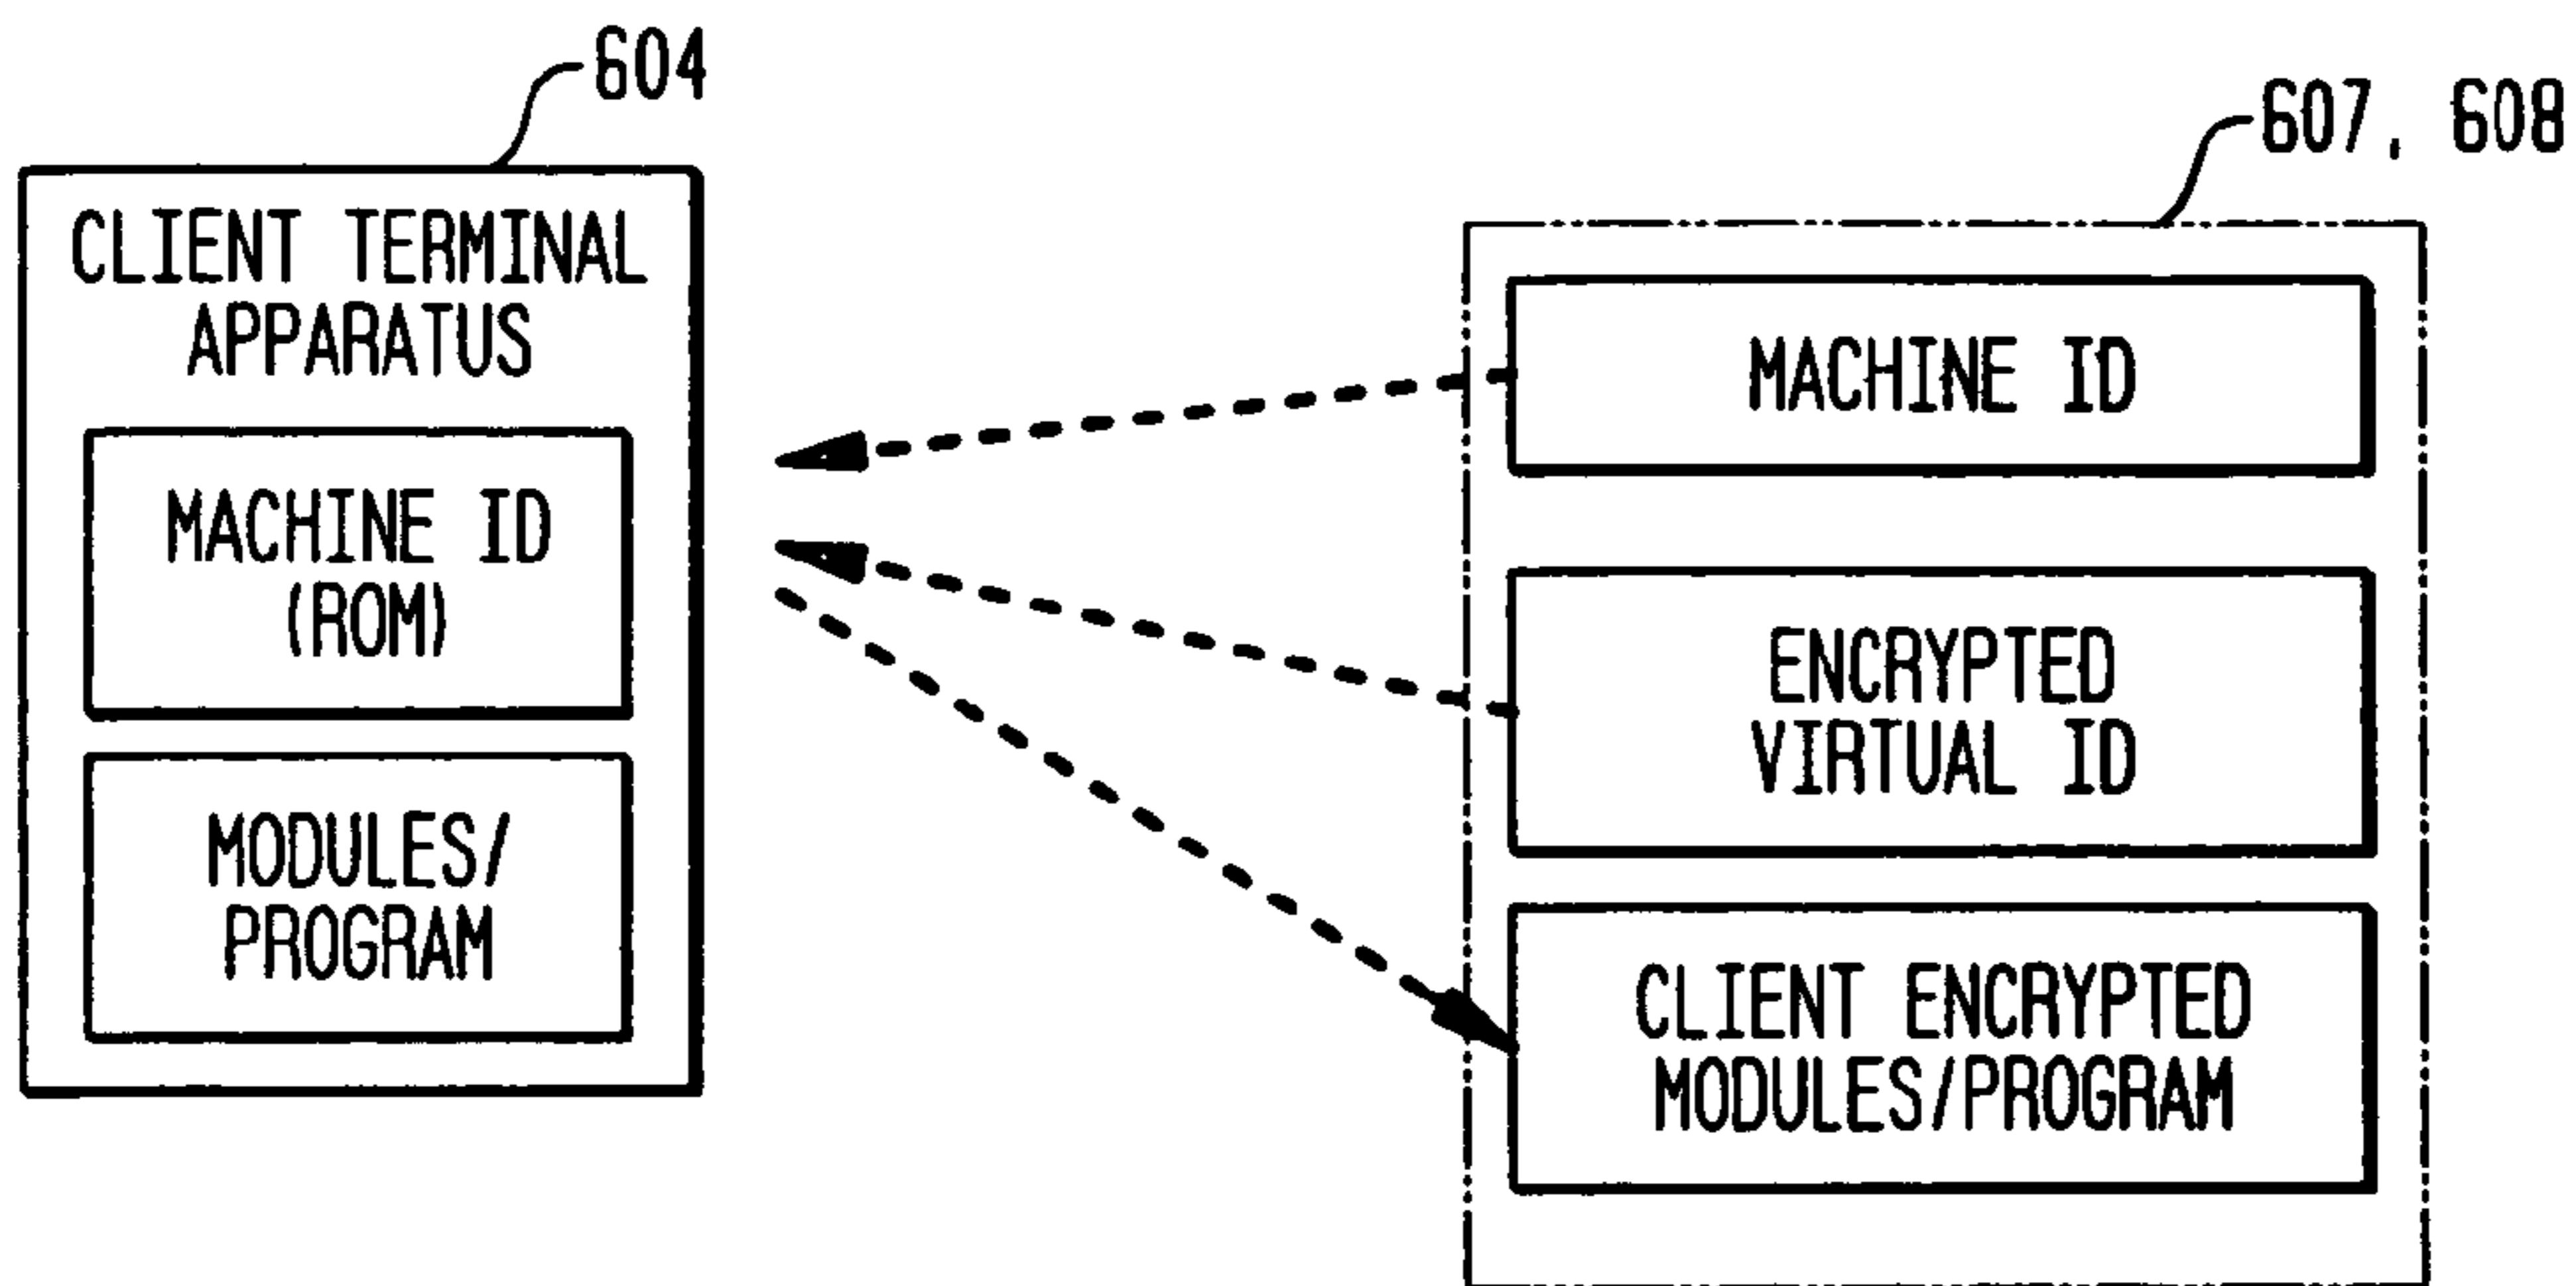 604
CLIENT TERMINAL
APPARATUS
MACHINE ID
(ROM)
MODULES/
PROGRAM
607, 608
MACHINE ID
ENCRYPTED
VIRTUAL ID
CLIENT ENCRYPTED
MODULES/PROGRAM